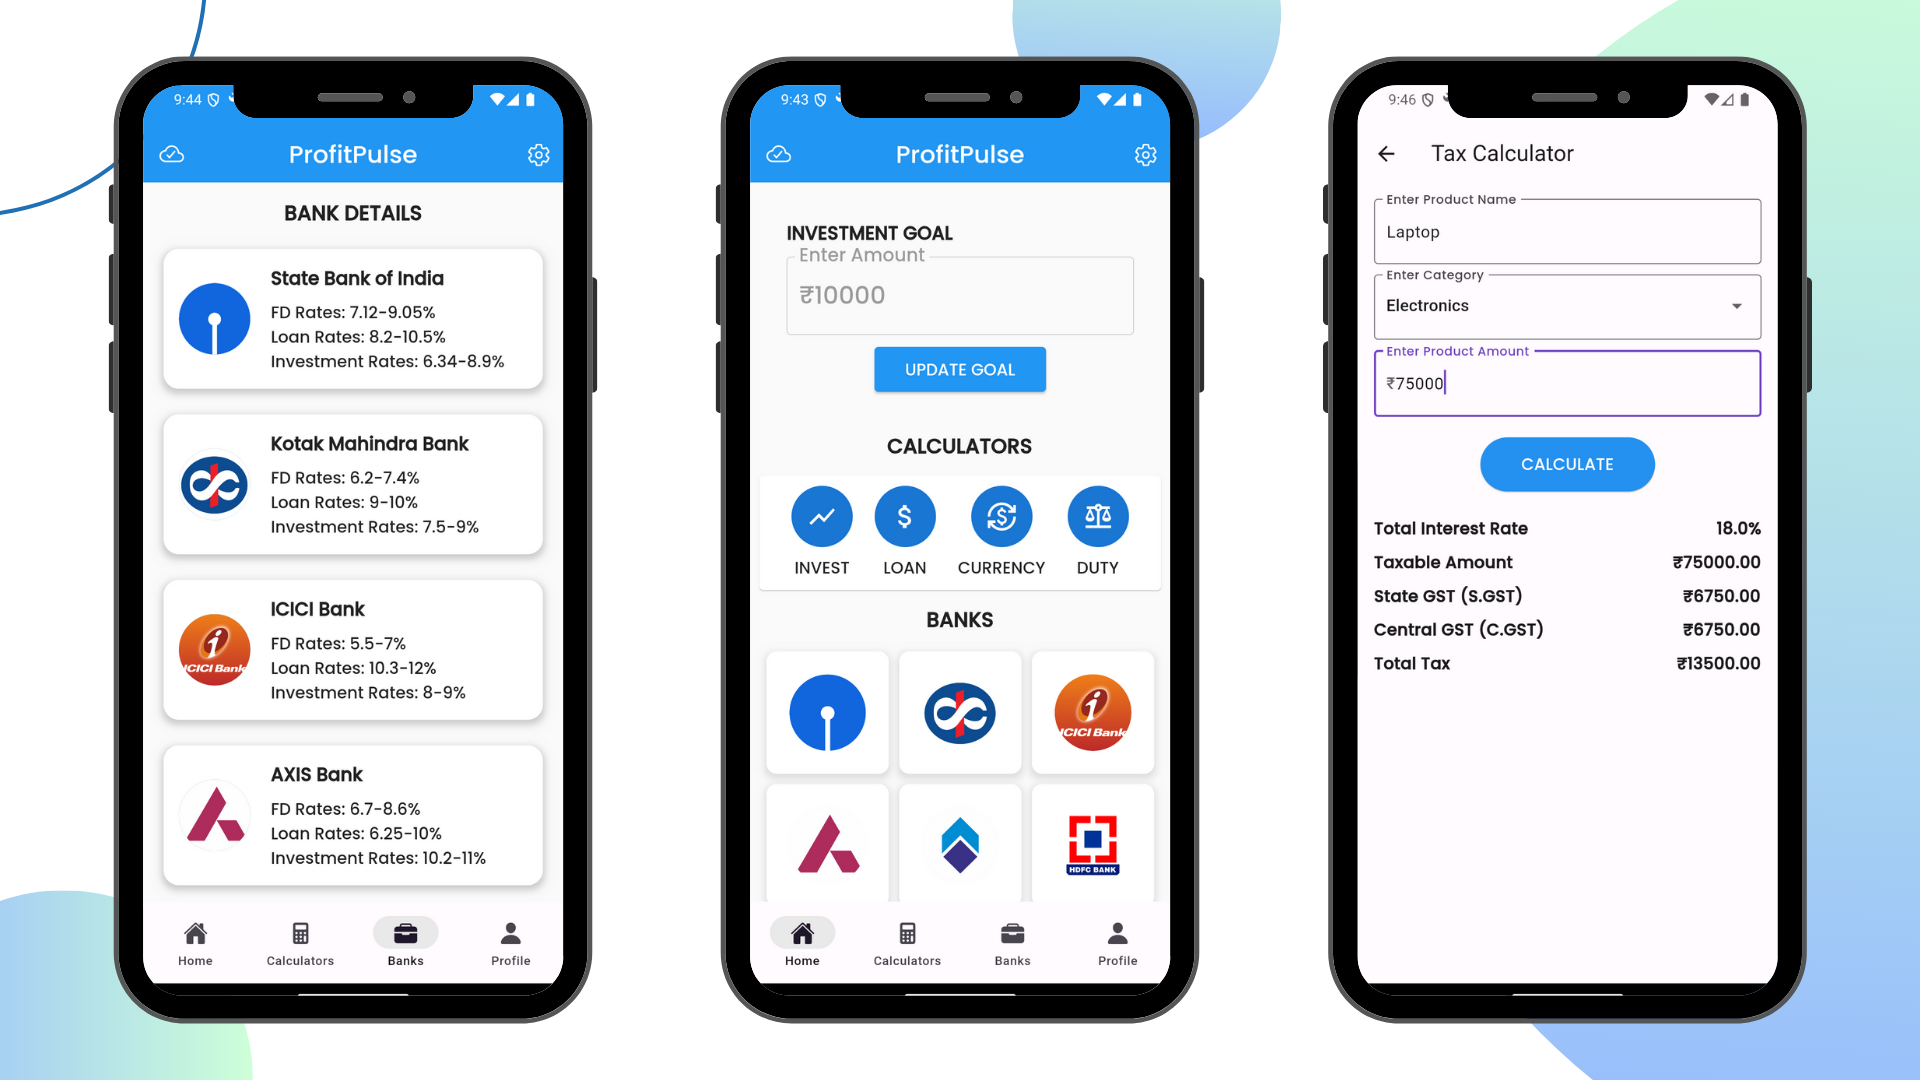 9:44
ProfitPulse
BANK DETAILS
State Bank of India
FD Rates: 7.12-9.05%
Loan Rates: 8.2-10.5%
Investment Rates: 6.34-8.9%
Kotak Mahindra Bank
FD Rates: 6.2-7.4%
Loan Rates: 9-10%
Investment Rates: 7.5-9%
ICICI Bank
ICICI Bank
FD Rates: 5.5-7%
Loan Rates: 10.3-12%
Investment Rates: 8-9%
AXIS Bank
FD Rates: 6.7-8.6%
Loan Rates: 6.25-10%
Investment Rates: 10.2-11%
Home Calculators Banks Profile
9:43
ProfitPulse
INVESTMENT GOAL
Enter Amount
₹10000
UPDATE GOAL
CALCULATORS
INVEST LOAN CURRENCY DUTY
BANKS
ICICI Bank
HDFC BANK
Home Calculators Banks Profile
9:46
Tax Calculator
Enter Product Name
Laptop
Enter Category
Electronics
Enter Product Amount
₹75000
CALCULATE
Total Interest Rate 18.0%
Taxable Amount ₹75000.00
State GST (S.GST) ₹6750.00
Central GST (C.GST) ₹6750.00
Total Tax ₹13500.00